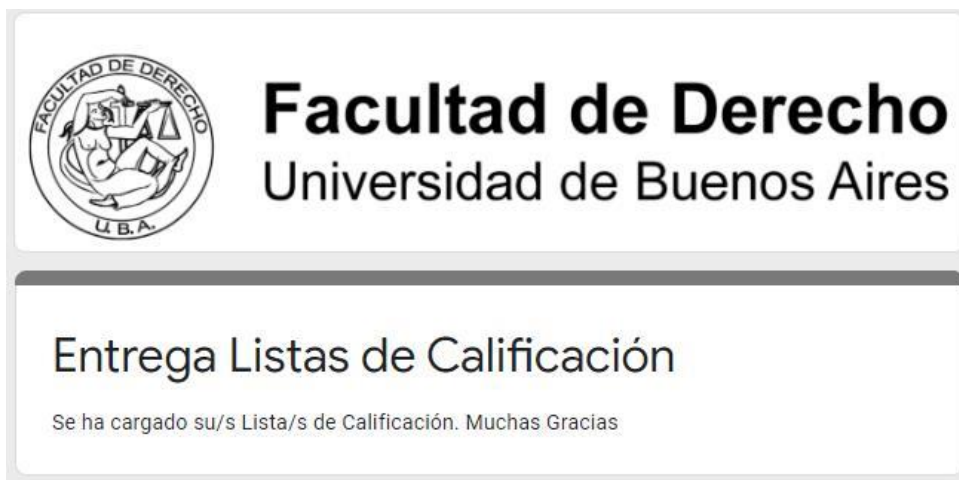 FACULTAD DE DERECHO
U.B.A.
Facultad de Derecho
Universidad de Buenos Aires
Entrega Listas de Calificación
Se ha cargado su/s Lista/s de Calificación. Muchas Gracias